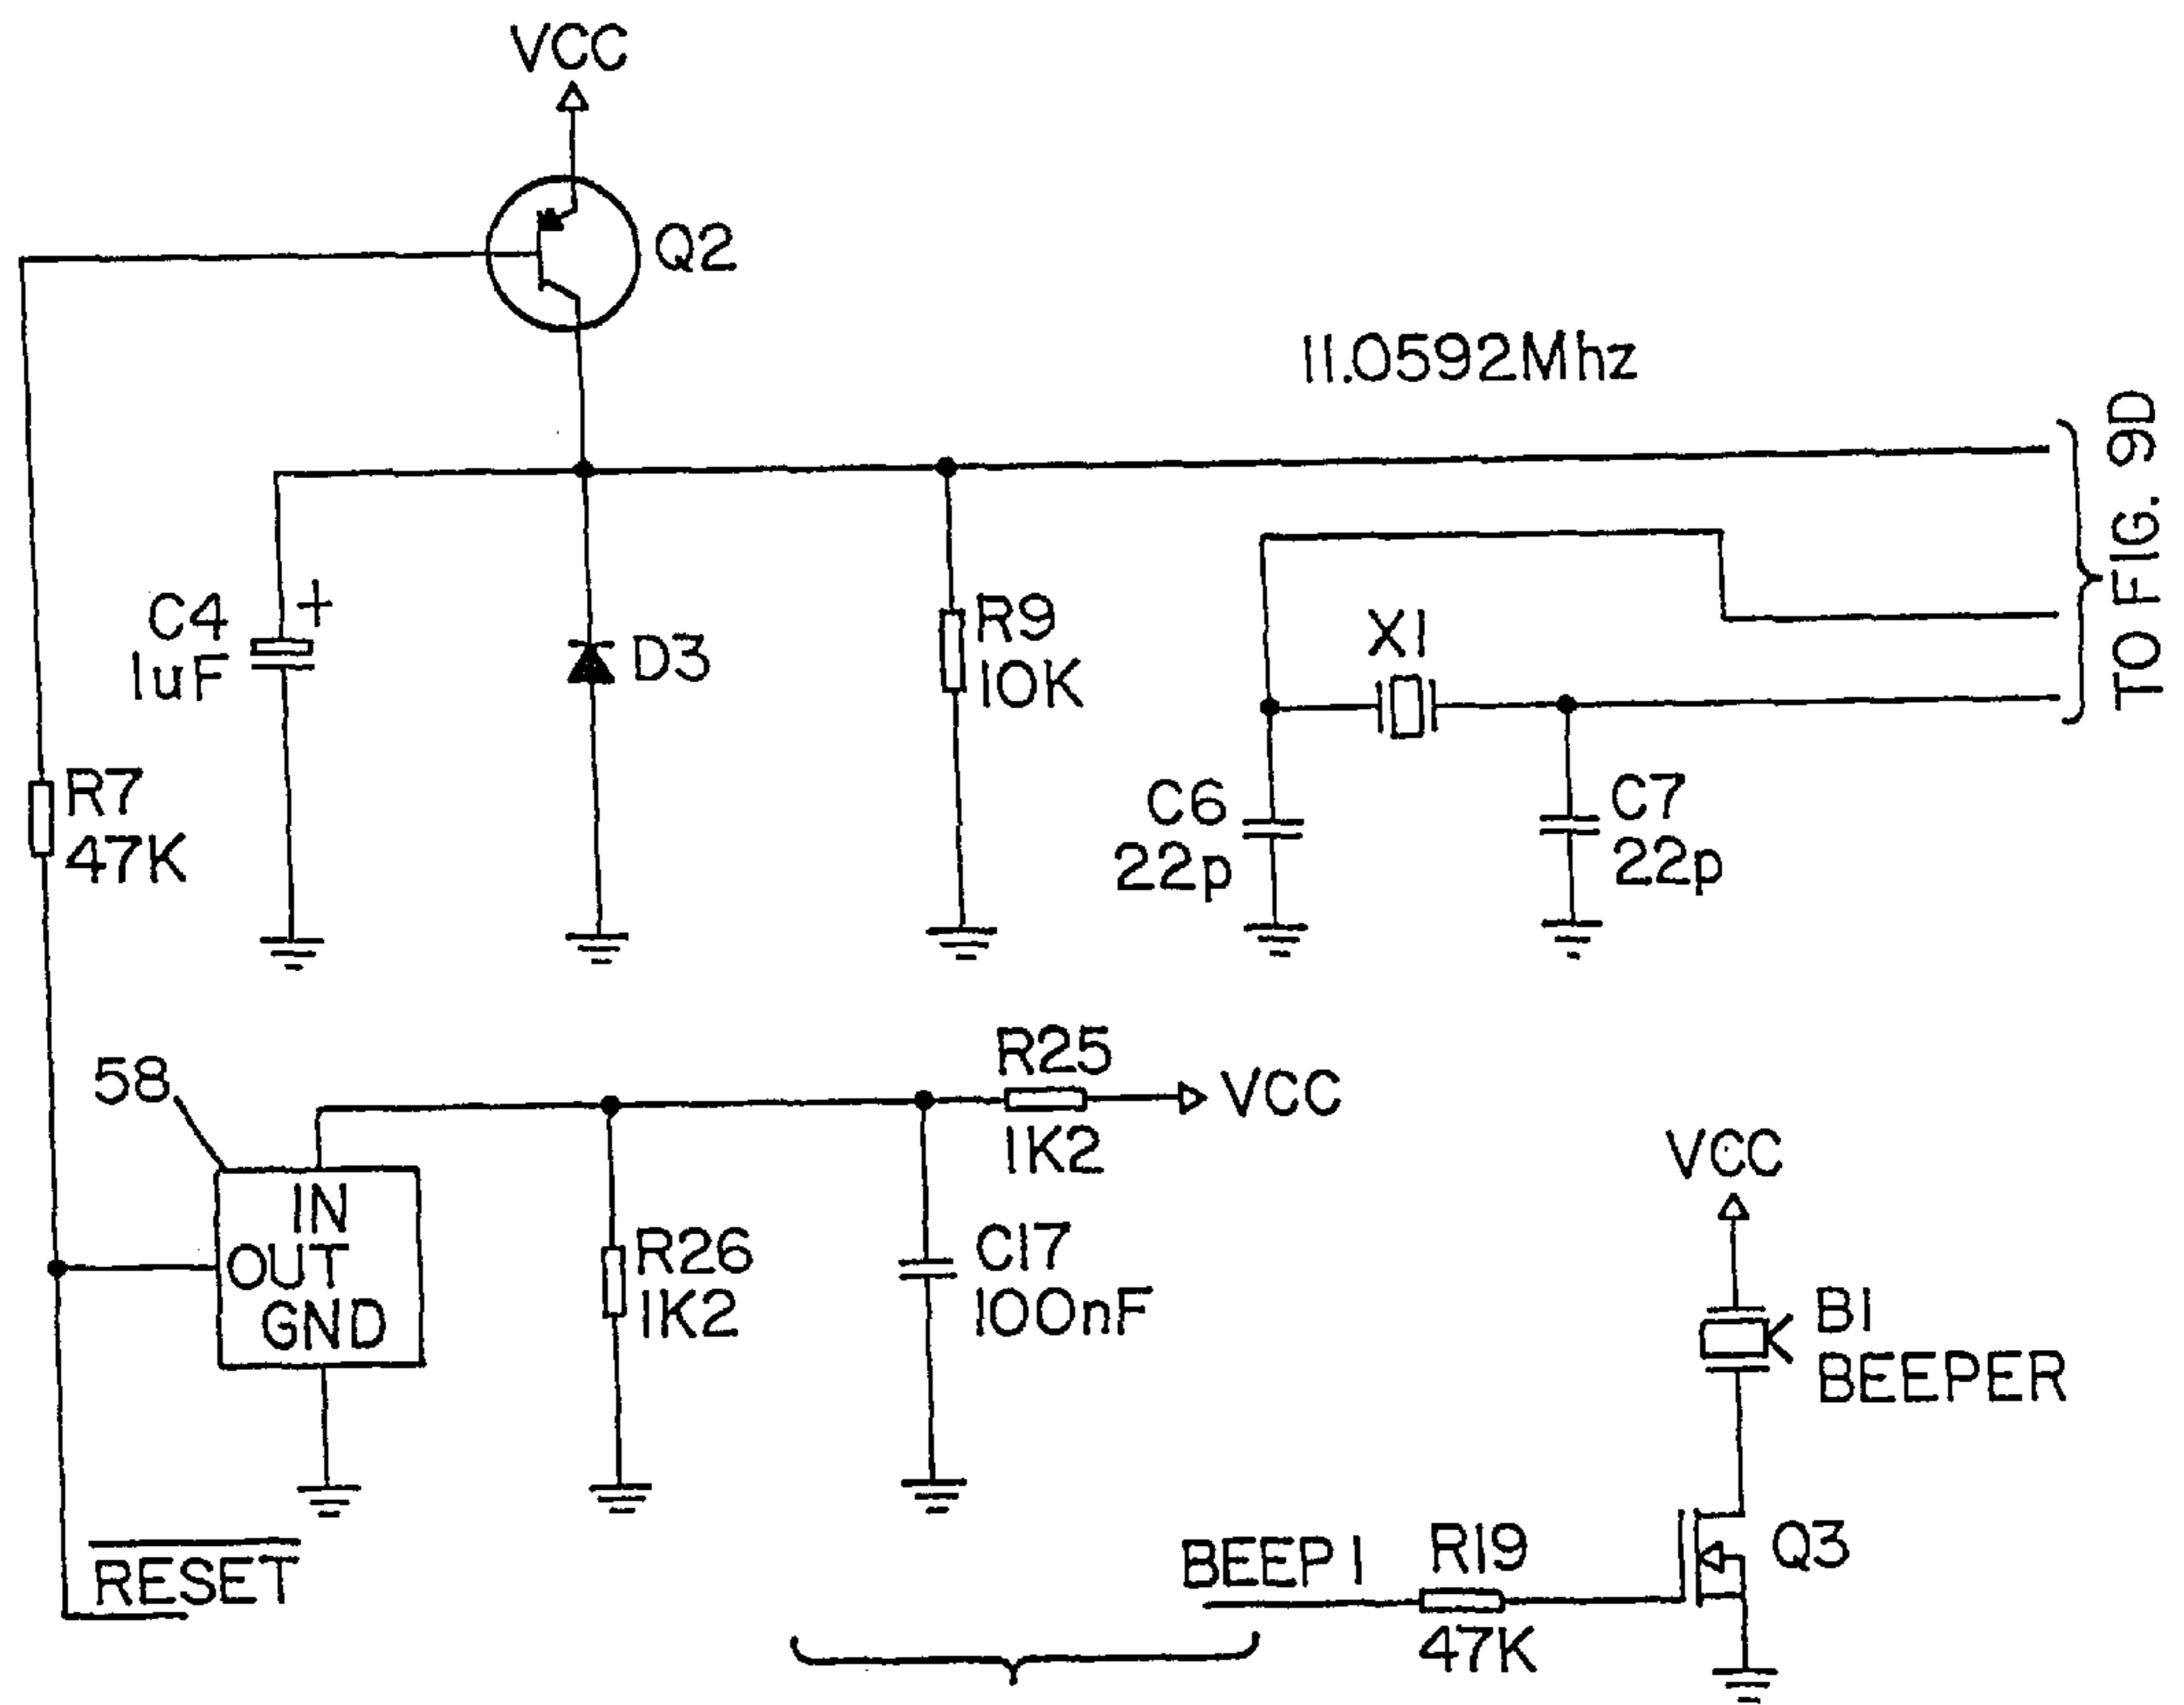 VCC
Q2
11.0592Mhz
TO FIG. 9D
C4
1uF
+
D3
R9
10K
X1
R7
47K
C6
22p
C7
22p
58
R25
VCC
1K2
IN
OUT
GND
R26
1K2
C17
100nF
VCC
B1
BEEPER
RESET
BEEP1
R19
47K
Q3